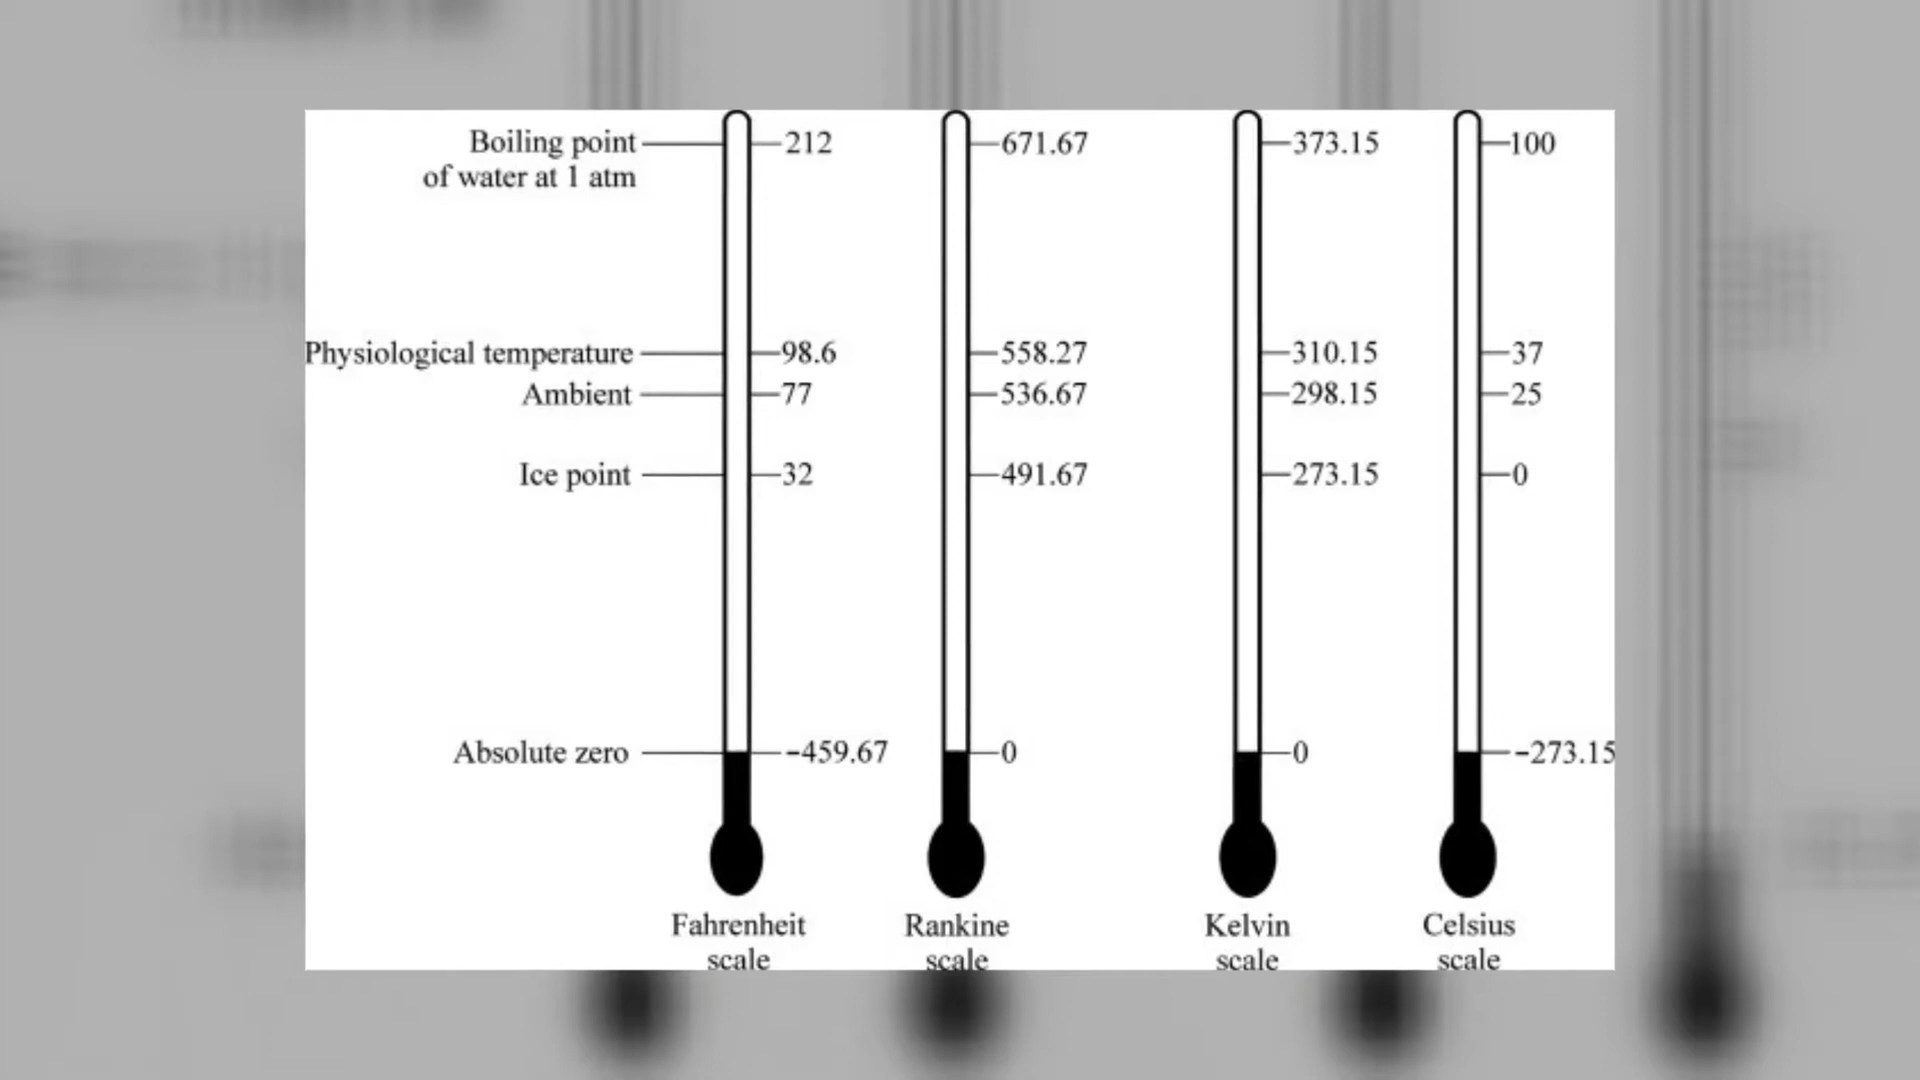 Boiling point 212 671.67 373.15 100
of water at 1 atm
Physiological temperature 98.6 558.27 310.15 37
Ambient 77 536.67 298.15 25
Ice point 32 491.67 273.15 0
Absolute zero −459.67 0 0 −273.15
Fahrenheit Rankine Kelvin Celsius
scale scale scale scale